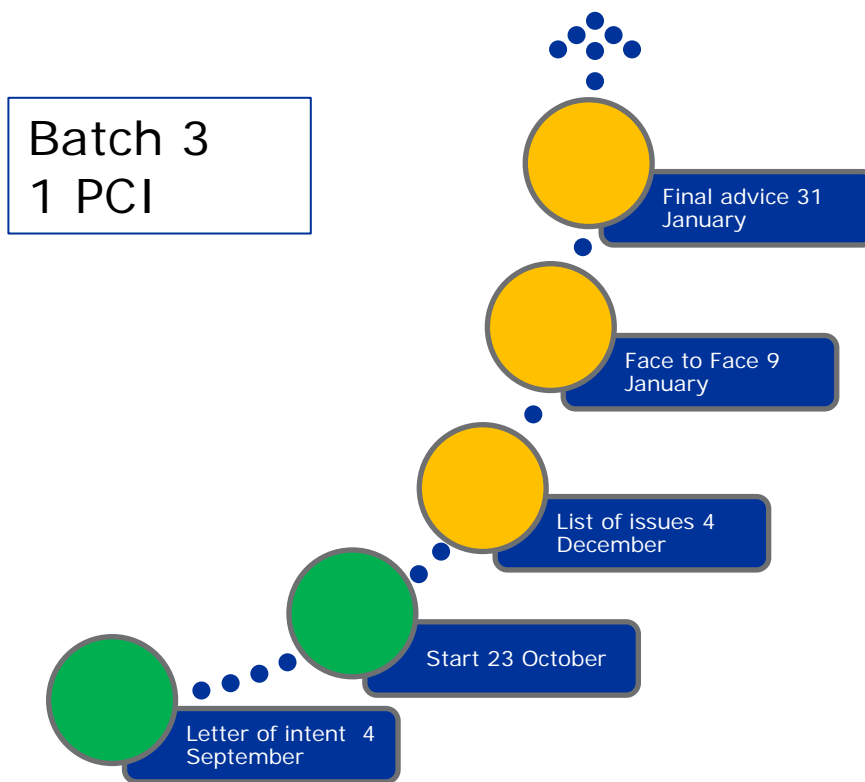 Batch 3
1 PCI
Final advice 31
January
Face to Face 9
January
List of issues 4
December
Start 23 October
Letter of intent  4
September